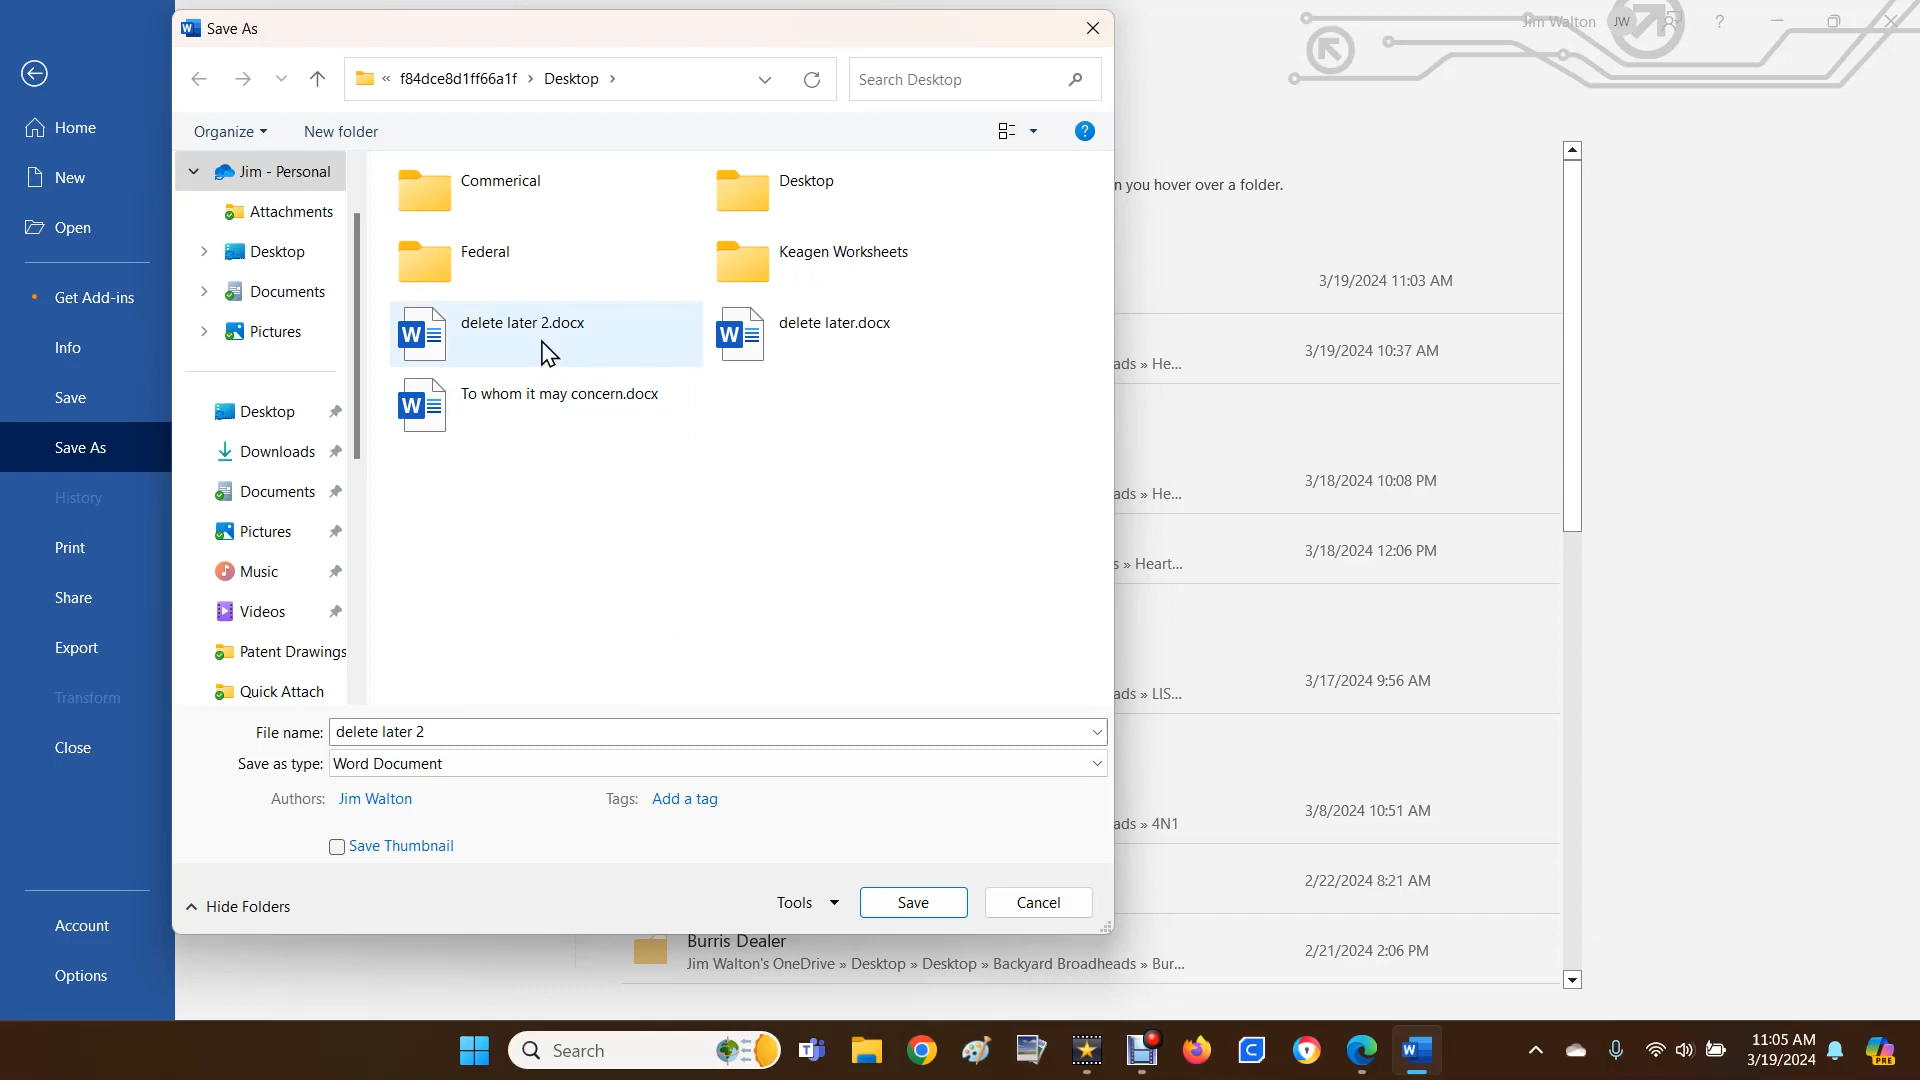 Save As
Jim Walton JW
?
« f84dce8d1ff66a1f › Desktop ›
Search Desktop
Organize
New folder
?
Home
New
Open
Get Add-ins
Info
Save
Save As
History
Print
Share
Export
Transform
Close
Account
Options
Jim - Personal
Attachments
Desktop
Documents
Pictures
Desktop
Downloads
Documents
Pictures
Music
Videos
Patent Drawings
Quick Attach
Commerical
Desktop
Federal
Keagen Worksheets
delete later 2.docx
delete later.docx
To whom it may concern.docx
n you hover over a folder.
3/19/2024 11:03 AM
3/19/2024 10:37 AM
ads » He...
3/18/2024 10:08 PM
ads » He...
3/18/2024 12:06 PM
s » Heart...
3/17/2024 9:56 AM
ads » LIS...
3/8/2024 10:51 AM
ads » 4N1
2/22/2024 8:21 AM
Burris Dealer
2/21/2024 2:06 PM
Jim Walton's OneDrive » Desktop » Desktop » Backyard Broadheads » Bur...
File name: delete later 2
Save as type: Word Document
Authors: Jim Walton
Tags: Add a tag
Save Thumbnail
Hide Folders
Tools
Save
Cancel
Search
11:05 AM
3/19/2024
PRE